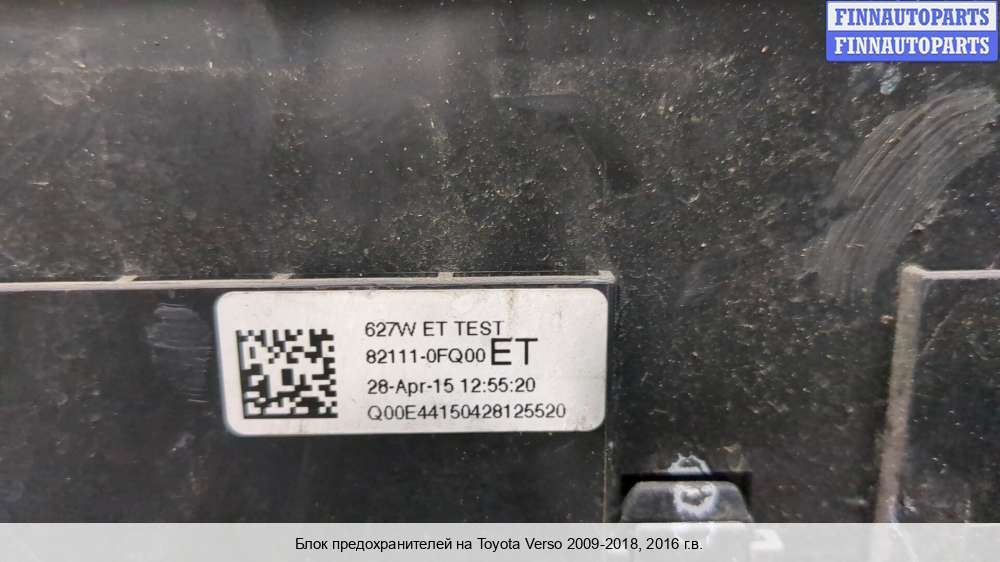 FINNAUTOPARTS
FINNAUTOPARTS
627W ET TEST
82111-0FQ00 ET
28-Apr-15 12:55:20
Q00E44150428125520
Блок предохранителей на Toyota Verso 2009-2018, 2016 г.в.